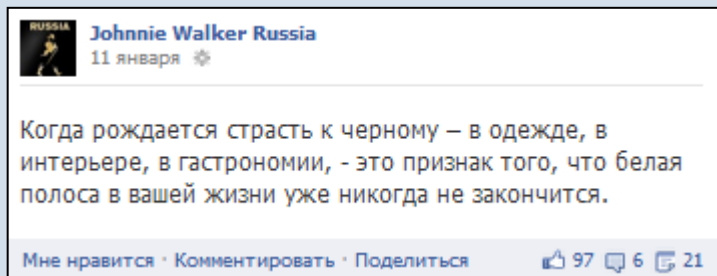 RUSSIA
Johnnie Walker Russia
11 января
Когда рождается страсть к черному – в одежде, в
интерьере, в гастрономии, - это признак того, что белая
полоса в вашей жизни уже никогда не закончится.
Мне нравится · Комментировать · Поделиться 97 6 21